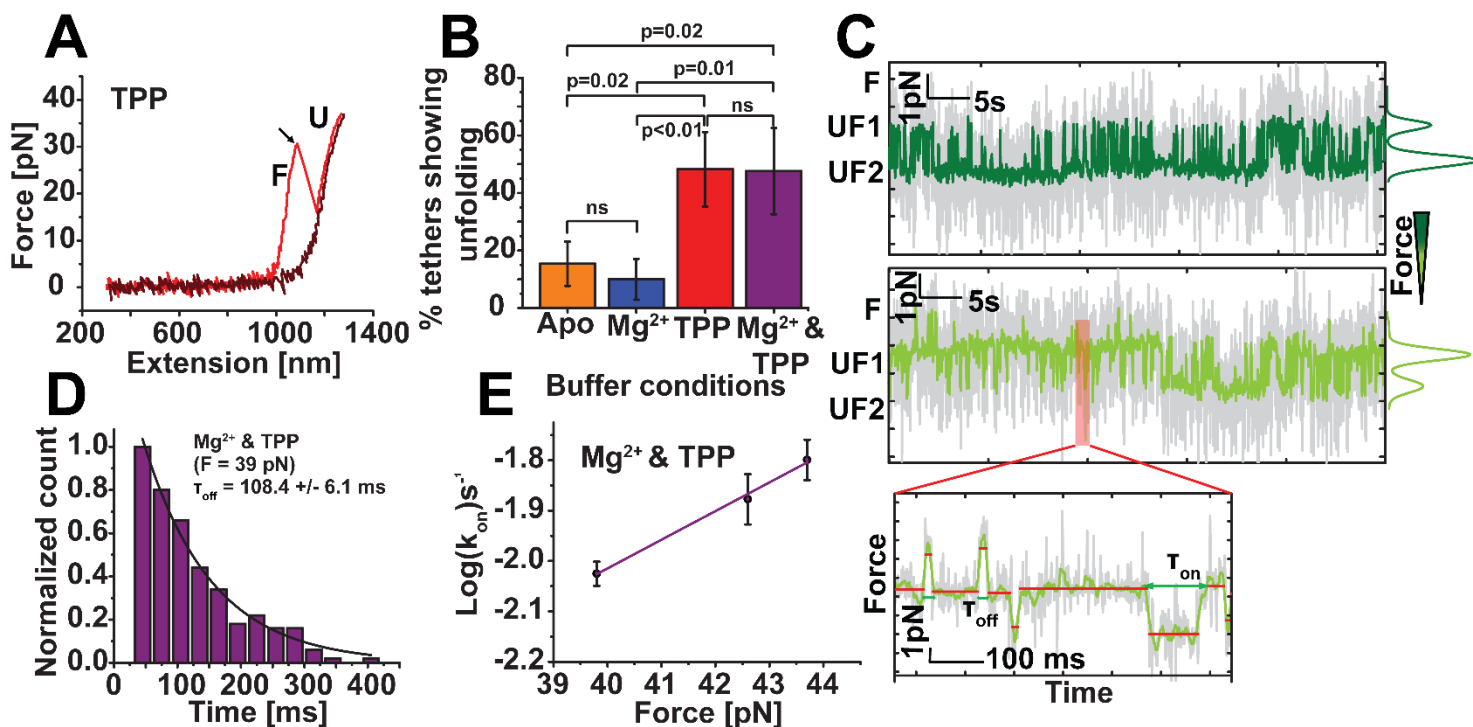 A
TPP
Force [pN]
40
30
20
10
0
F
U
200
600
1000
1400
Extension [nm]
B
% tethers showing
unfolding
80
60
40
20
0
p=0.02
p=0.02
p=0.01
p<0.01
ns
ns
Apo
Mg²⁺
TPP
Mg²⁺ &
TPP
Buffer conditions
C
F
UF1
UF2
1pN
5s
Force
F
UF1
UF2
1pN
5s
Force
τon
τoff
1pN
100 ms
Time
D
Normalized count
1.0
0.8
0.6
0.4
0.2
0.0
Mg²⁺ & TPP
(F = 39 pN)
τoff = 108.4 +/- 6.1 ms
0
100
200
300
400
Time [ms]
E
Log(kon)s⁻¹
-1.8
-1.9
-2.0
-2.1
-2.2
Mg²⁺ & TPP
39
40
41
42
43
44
Force [pN]